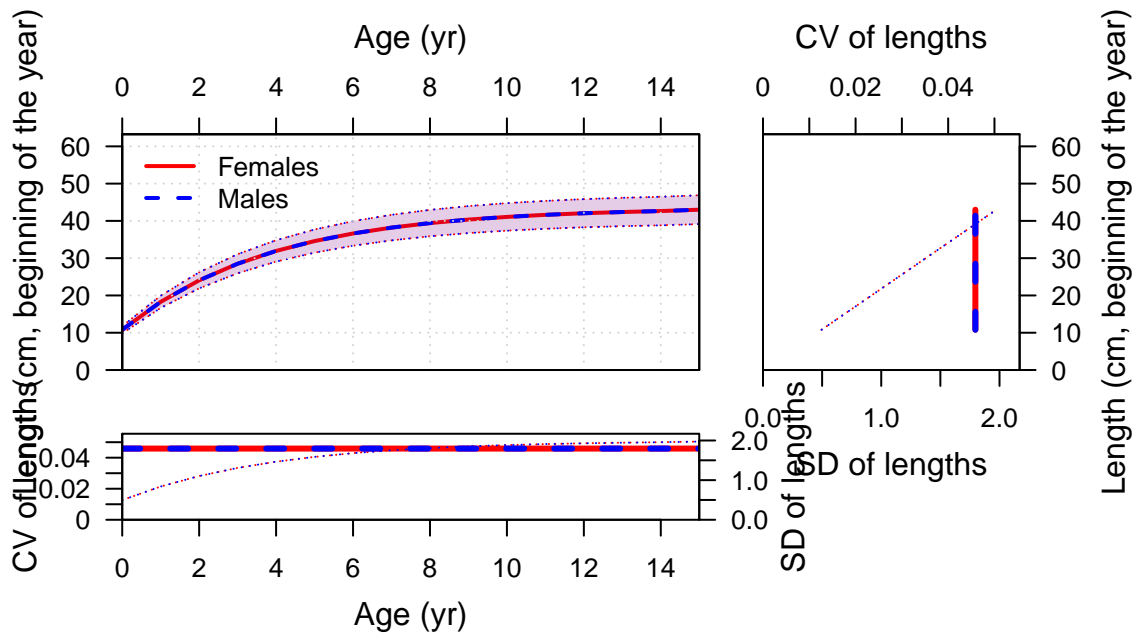 Age (yr)
0 2 4 6 8 10 12 14
Length (cm, beginning of the year)
60
50
40
30
20
10
0
Females
Males
CV of lengths
0 0.02 0.04
Length (cm, beginning of the year)
60
50
40
30
20
10
0
0.0 1.0 2.0
SD of lengths
CV of lengths
0.04
0.02
0
2.0
1.0
0.0
SD of lengths
0 2 4 6 8 10 12 14
Age (yr)